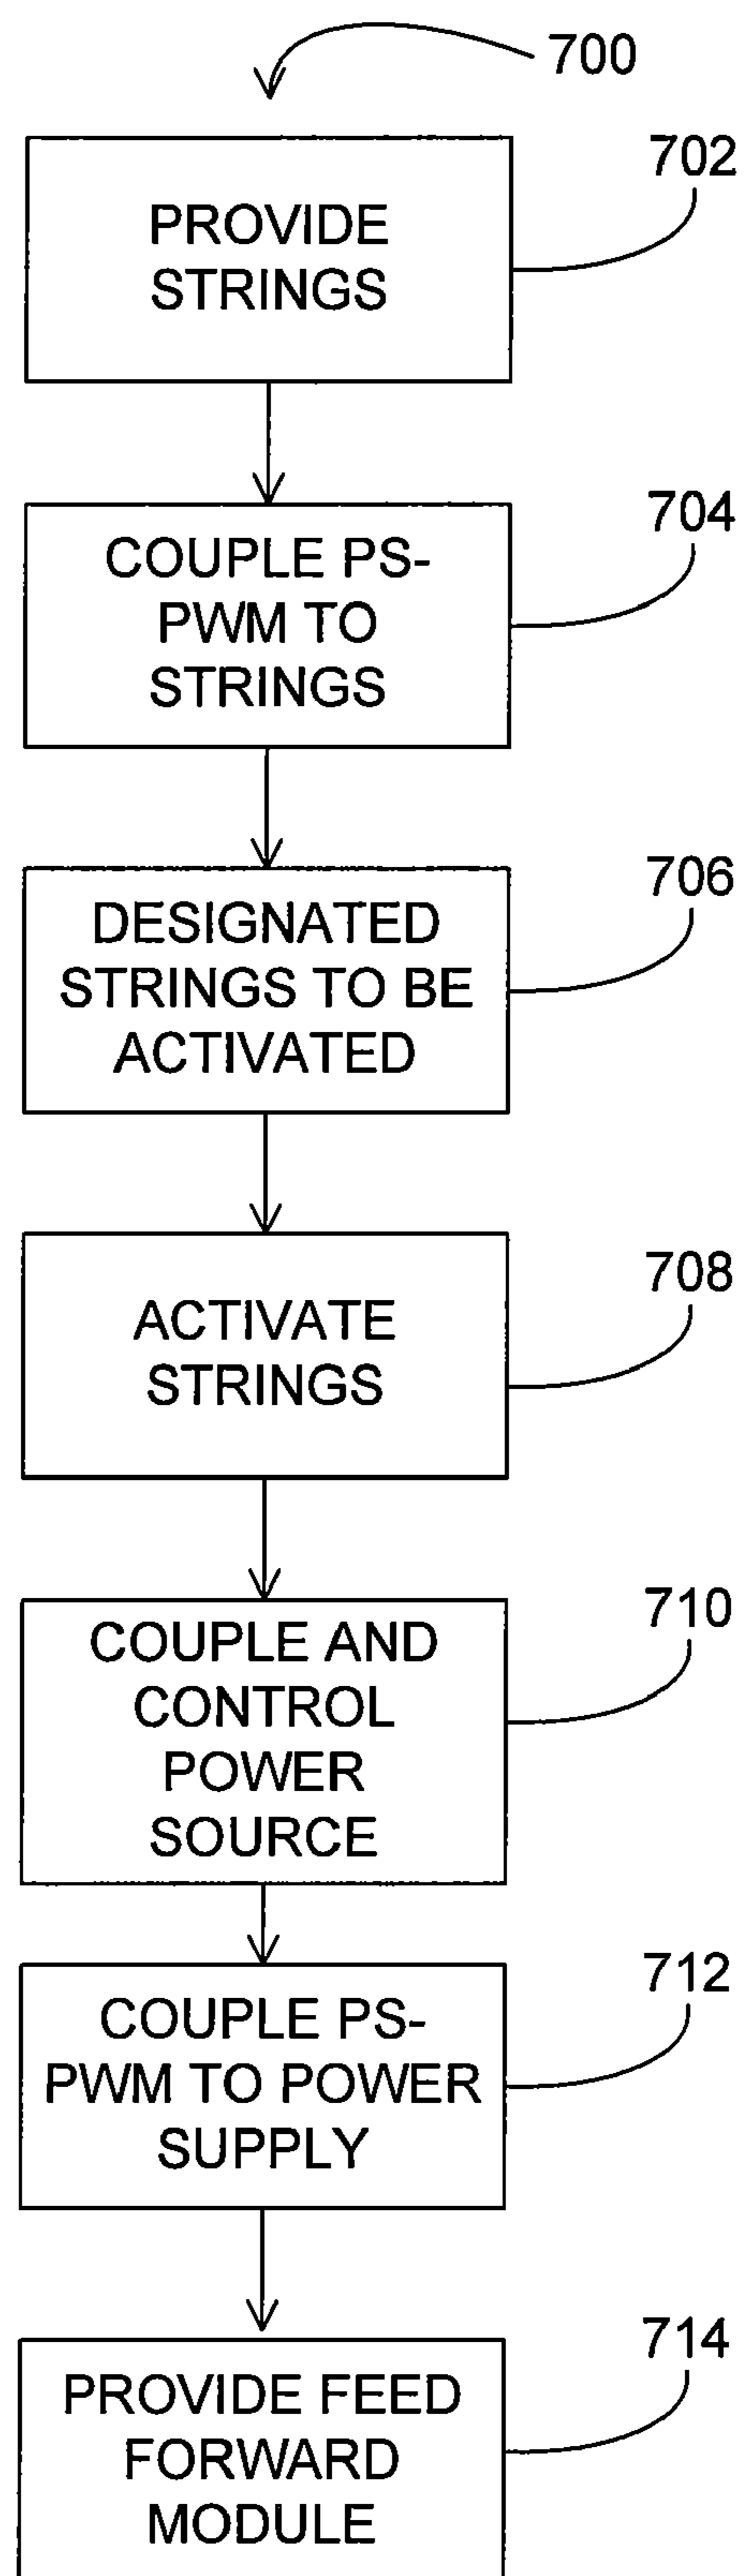 700
702
PROVIDE
STRINGS
704
COUPLE PS-
PWM TO
STRINGS
706
DESIGNATED
STRINGS TO BE
ACTIVATED
708
ACTIVATE
STRINGS
710
COUPLE AND
CONTROL
POWER
SOURCE
712
COUPLE PS-
PWM TO POWER
SUPPLY
714
PROVIDE FEED
FORWARD
MODULE